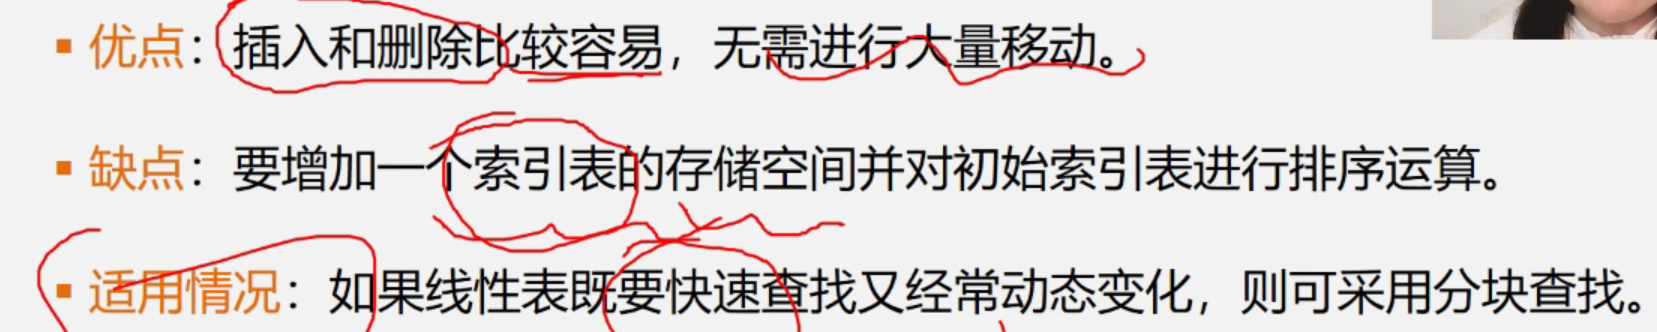 ▪ 优点：插入和删除比较容易，无需进行大量移动。
▪ 缺点：要增加一个索引表的存储空间并对初始索引表进行排序运算。
▪ 适用情况：如果线性表既要快速查找又经常动态变化，则可采用分块查找。